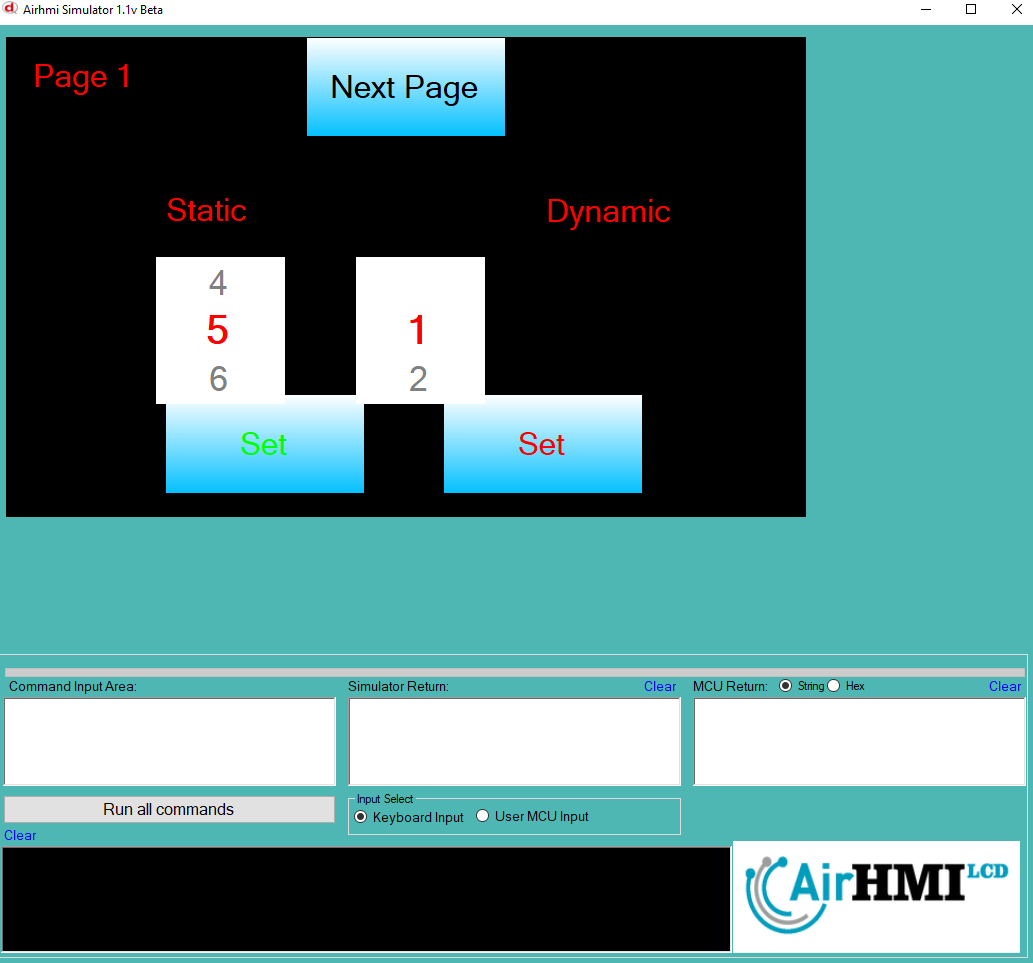 Airhmi Simulator 1.1v Beta
Page 1
Next Page
Static
Dynamic
4
5
6
1
2
Set
Set
Command Input Area:
Simulator Return:
Clear
MCU Return:
String
Hex
Clear
Run all commands
Input Select
Keyboard Input
User MCU Input
Clear
AirHMI LCD